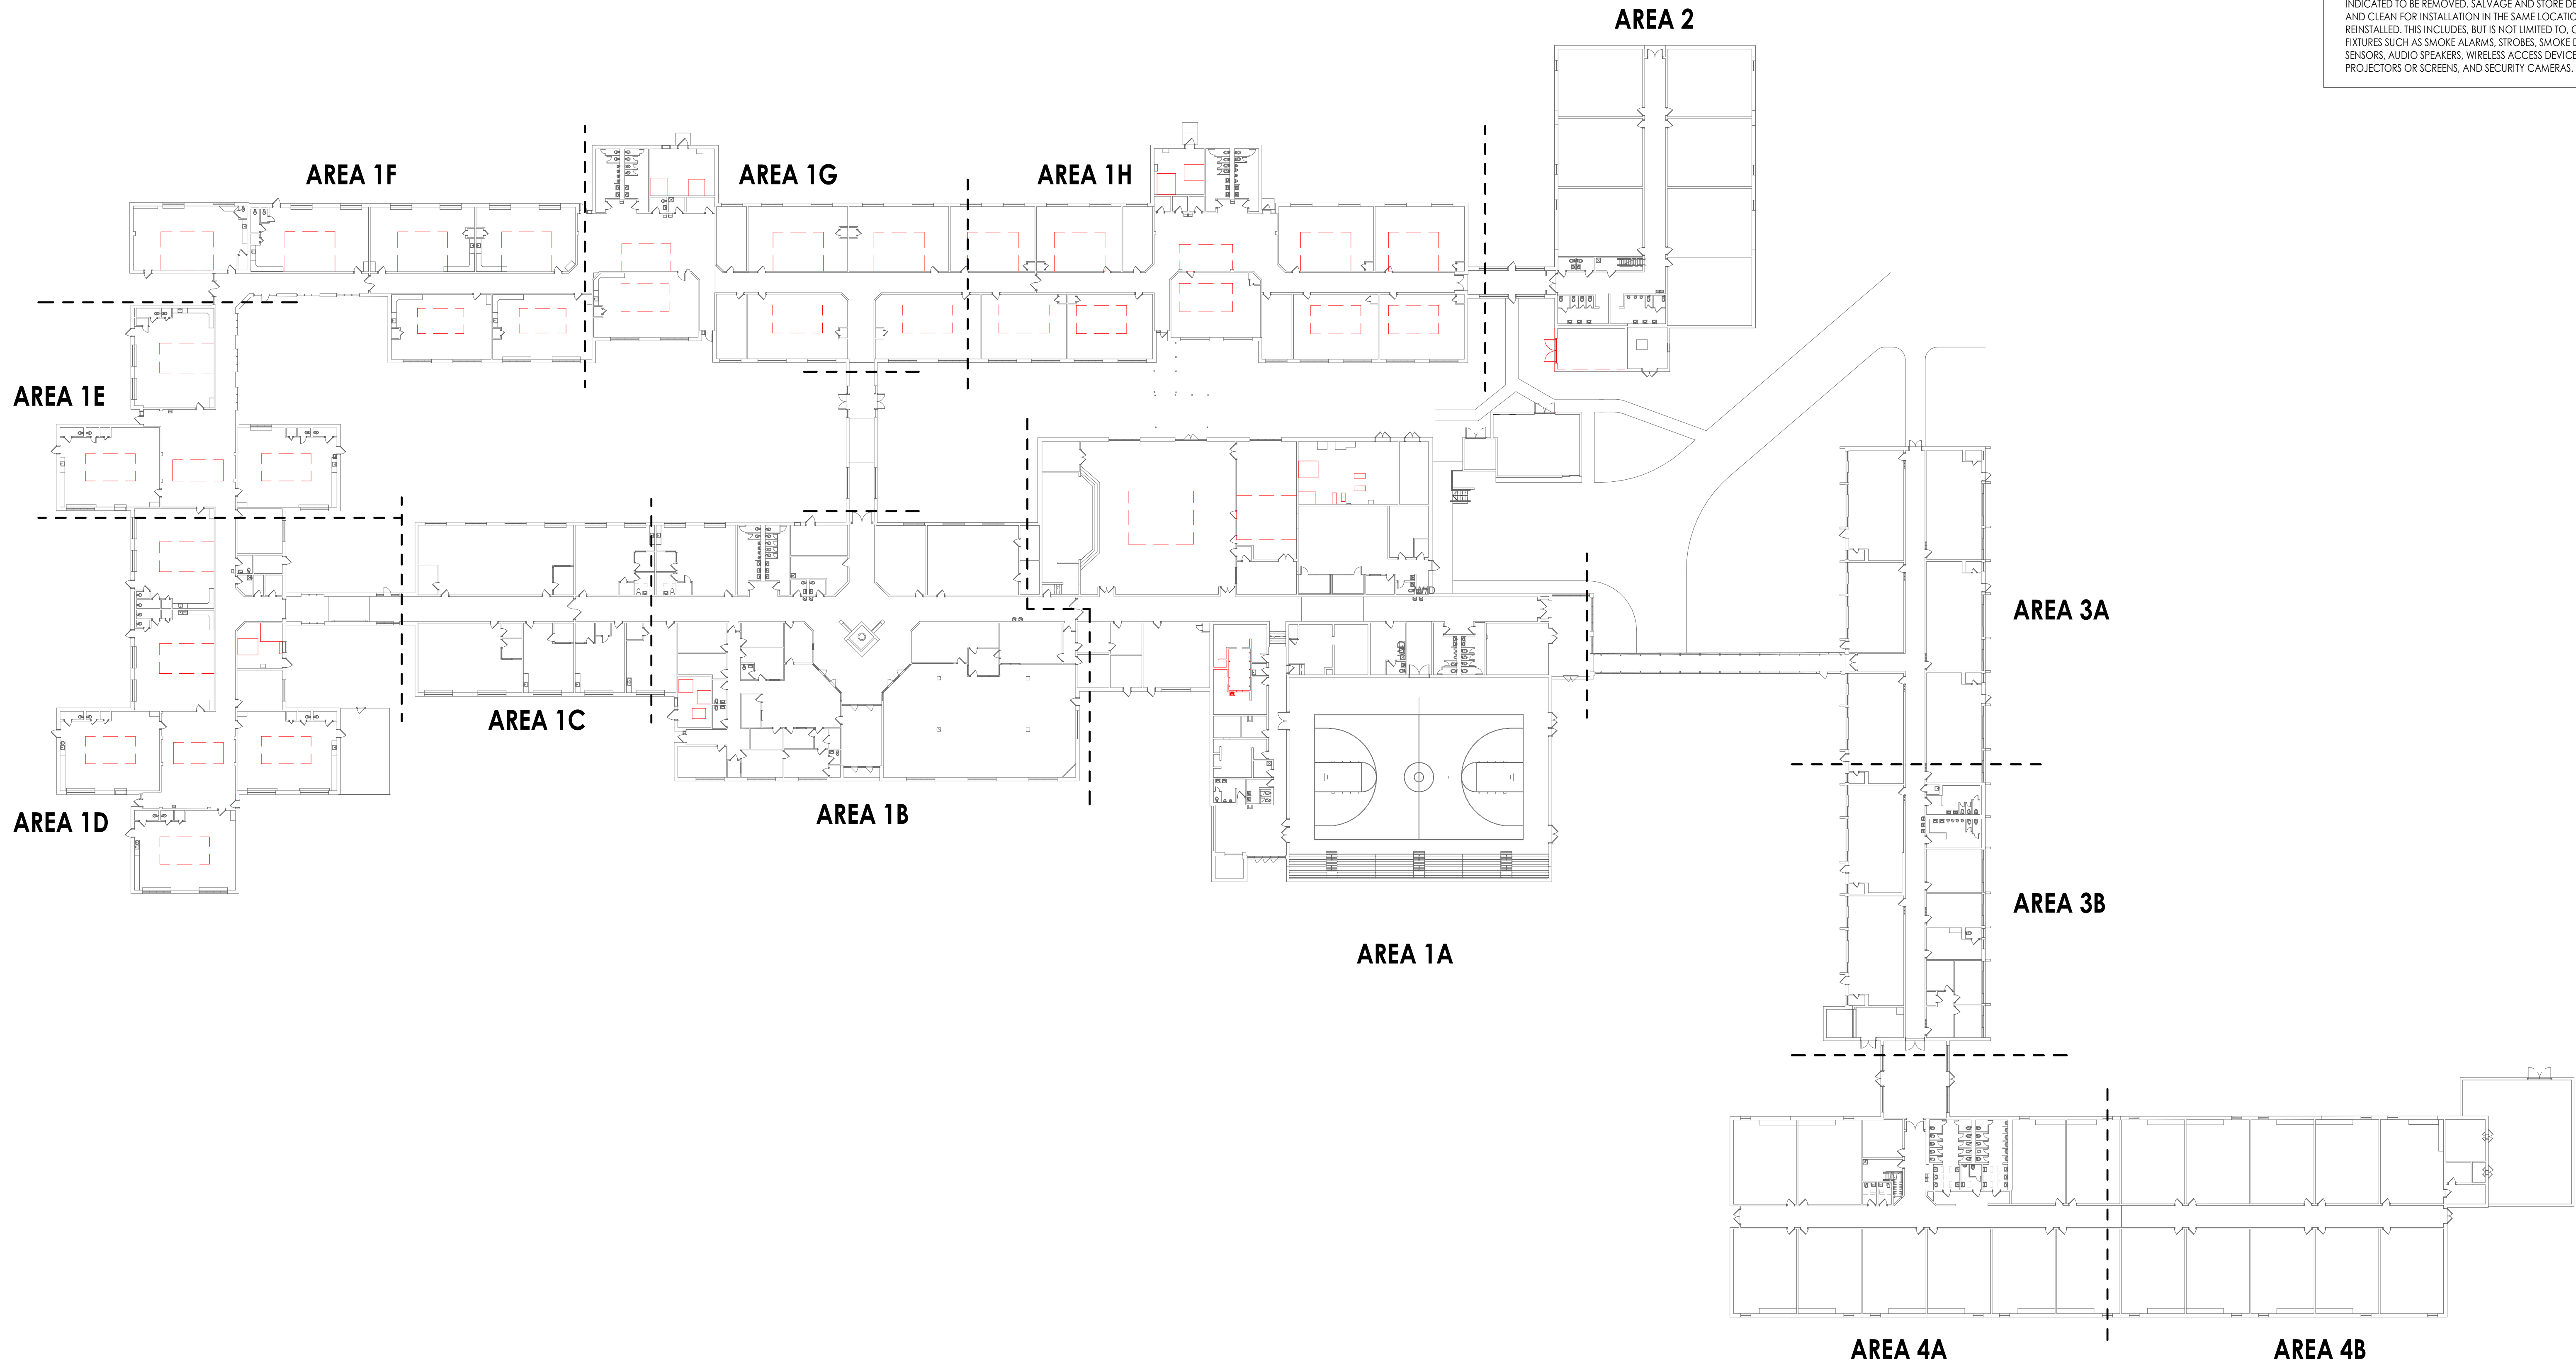 INDICATED TO BE REMOVED, SALVAGE AND STORE
AND CLEAN FOR INSTALLATION IN THE SAME
REINSTALLED. THIS INCLUDES, BUT IS NOT LIMITED TO,
FIXTURES SUCH AS SMOKE ALARMS, STROBES, SMOKE
SENSORS, AUDIO SPEAKERS, WIRELESS ACCESS
PROJECTORS OR SCREENS, AND SECURITY CAMERAS.
AREA 2
AREA 1F
AREA 1G
AREA 1H
AREA 1E
AREA 3A
W/D
AREA 1C
AREA 1B
AREA 1D
AREA 3B
AREA 1A
AREA 4A
AREA 4B